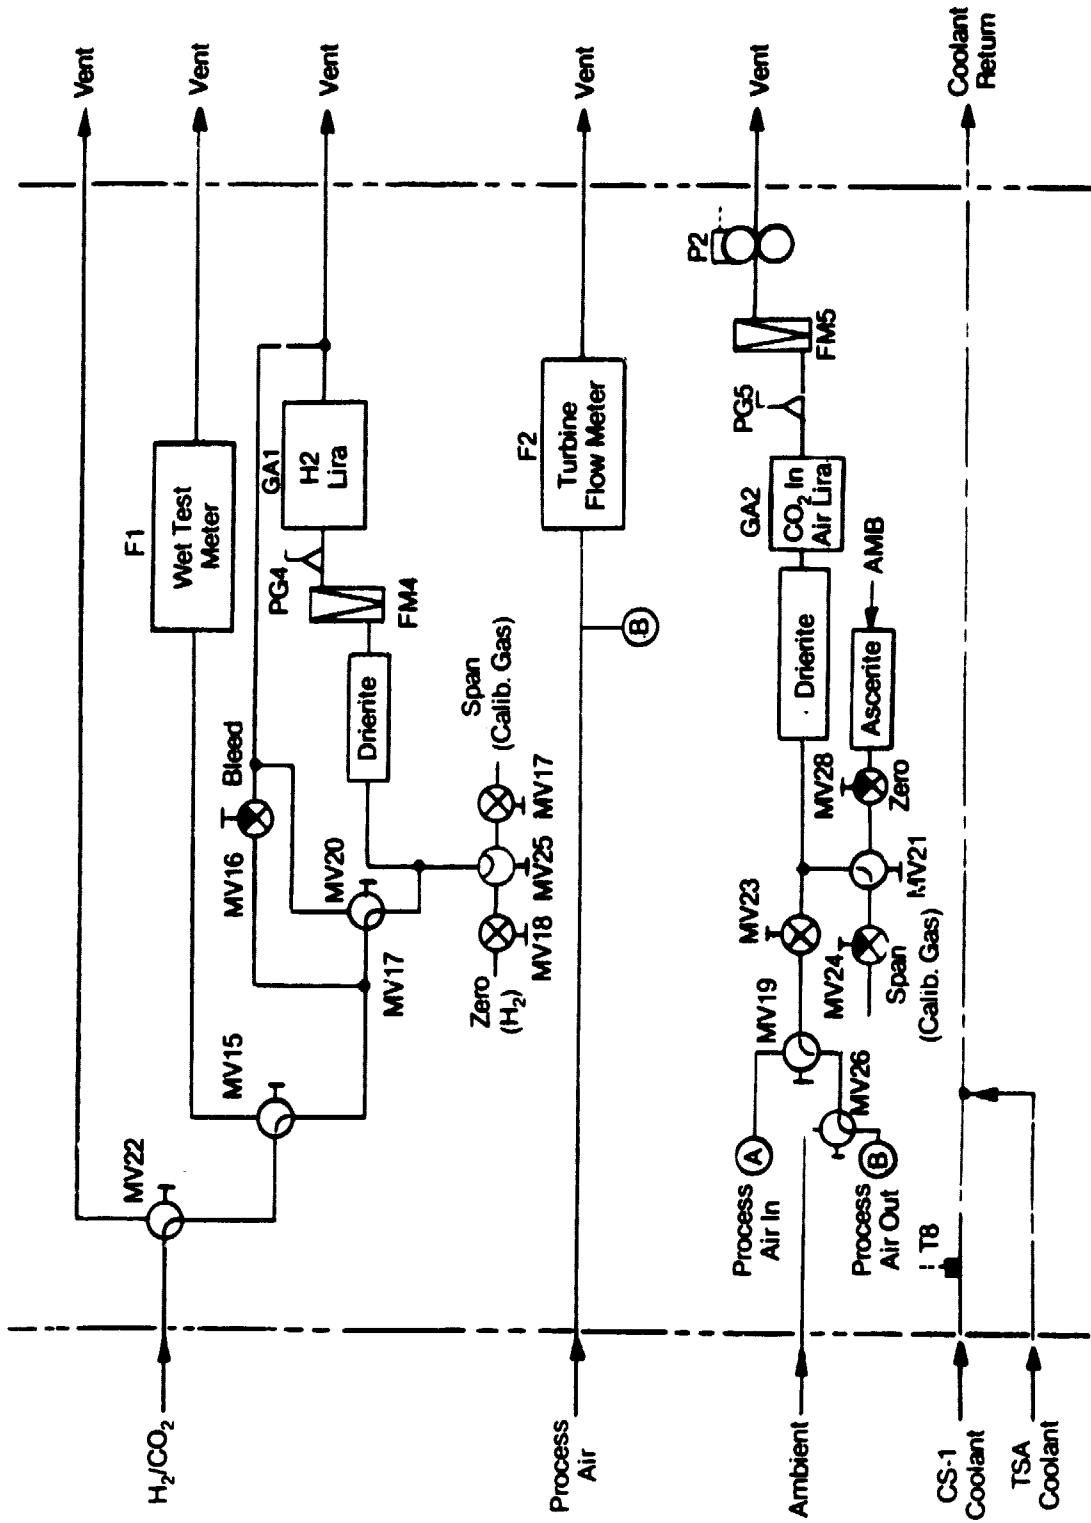 H2/CO2
MV22
MV15
F1
Wet Test
Meter
Vent
Vent
MV16
Bleed
MV20
MV17
Drierite
FM4
PG4
GA1
H2
Lira
Vent
Zero
(H2)
MV18
MV25
MV17
Span
(Calib. Gas)
Process
Air
B
F2
Turbine
Flow Meter
Vent
Ambient
Process
Air In
A
Process
Air Out
B
MV26
MV19
MV23
MV24
Span
(Calib. Gas)
MV21
MV28
Zero
Ascerite
AMB
Drierite
GA2
CO2 In
Air Lira
PG5
FM5
P2
Vent
T8
CS-1
Coolant
TSA
Coolant
Coolant
Return